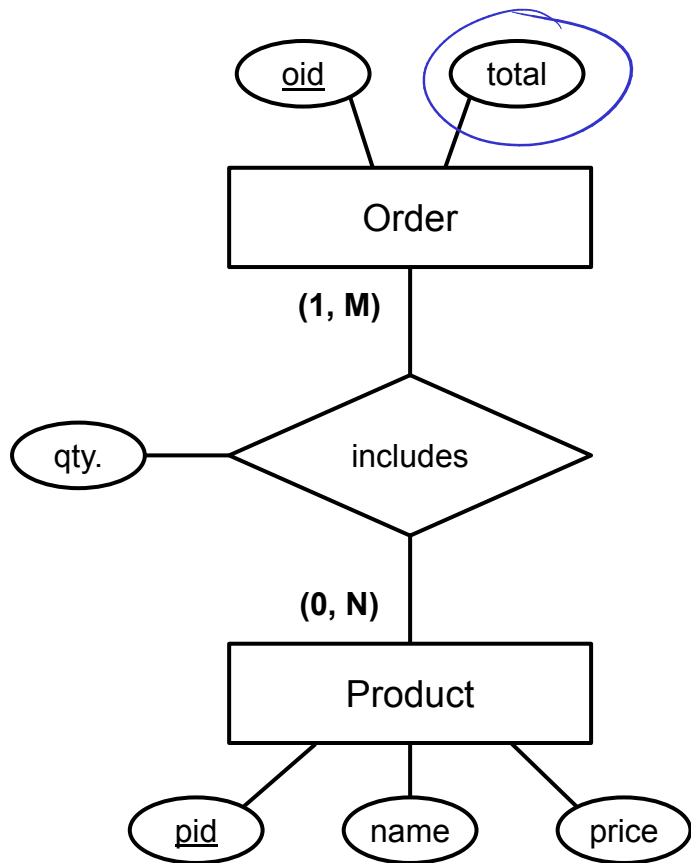 oid total
Order
(1, M)
qty. includes
(0, N)
Product
pid name price